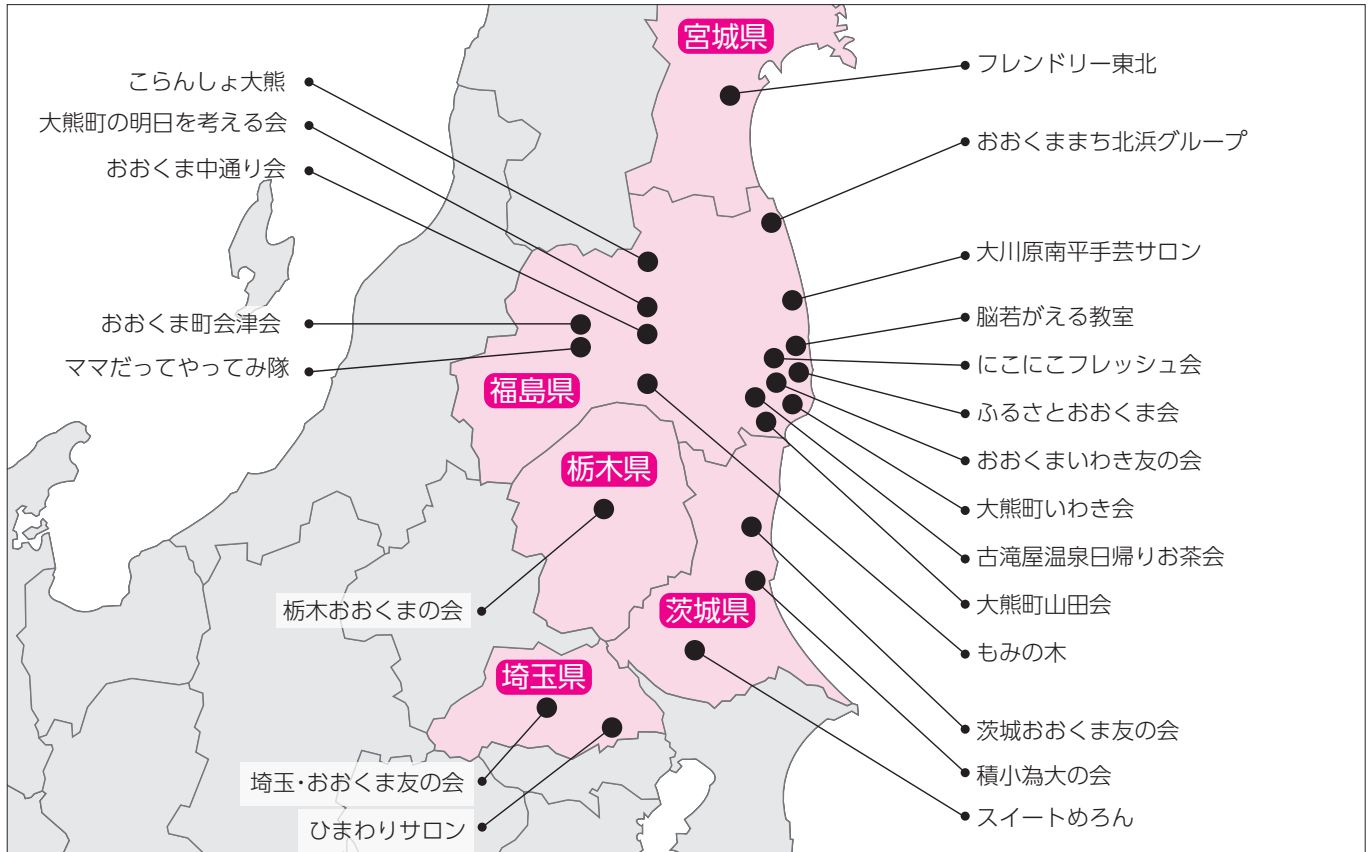 宮城県
福島県
栃木県
茨城県
埼玉県
こらんしょ大熊
大熊町の明日を考える会
おおくま中通り会
おおくま町会津会
ママだってやってみ隊
栃木おおくまの会
埼玉・おおくま友の会
ひまわりサロン
フレンドリー東北
おおくままち北浜グループ
大川原南平手芸サロン
脳若がえる教室
にこにこフレッシュ会
ふるさとおおくま会
おおくまいわき友の会
大熊町いわき会
古滝屋温泉日帰りお茶会
大熊町山田会
もみの木
茨城おおくま友の会
積小為大の会
スイートめろん